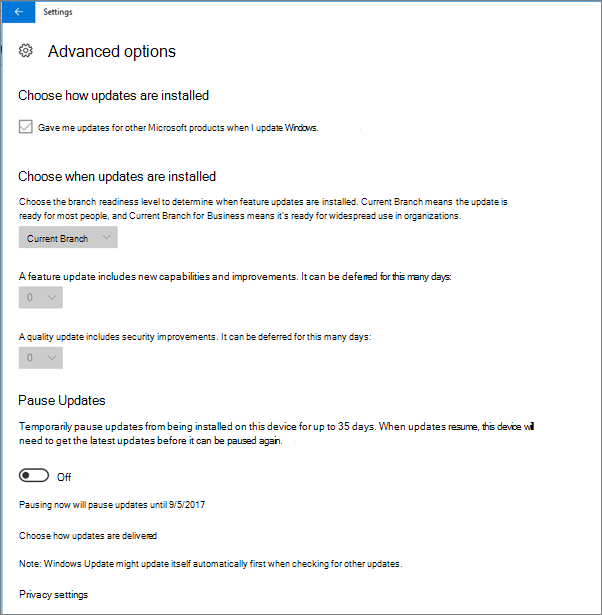 Settings
Advanced options
Choose how updates are installed
Gave me updates for other Microsoft products when I update Windows.
Choose when updates are installed
Choose the branch readiness level to determine when feature updates are installed. Current Branch means the update is
ready for most people, and Current Branch for Business means it's ready for widespread use in organizations.
Current Branch
A feature update includes new capabilities and improvements. It can be deferred for this many days:
0
A quality update includes security improvements. It can be deferred for this many days:
0
Pause Updates
Temporarily pause updates from being installed on this device for up to 35 days. When updates resume, this device will
need to get the latest updates before it can be paused again.
Off
Pausing now will pause updates until 9/5/2017
Choose how updates are delivered
Note: Windows Update might update itself automatically first when checking for other updates.
Privacy settings